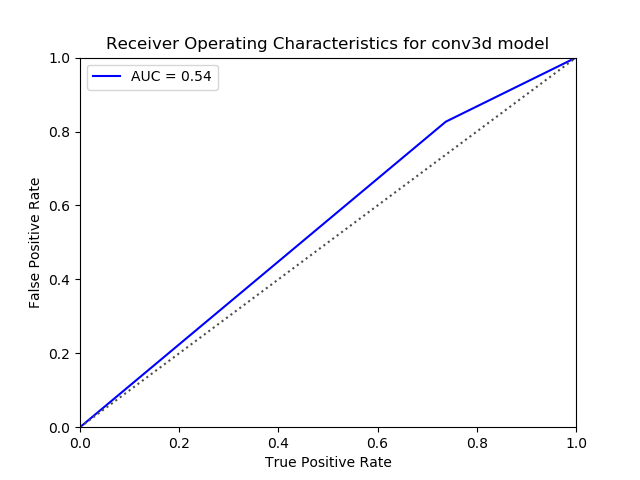 Receiver Operating Characteristics for conv3d model
AUC = 0.54
1.0
0.8
0.6
0.4
0.2
0.0
False Positive Rate
0.0 0.2 0.4 0.6 0.8 1.0
True Positive Rate